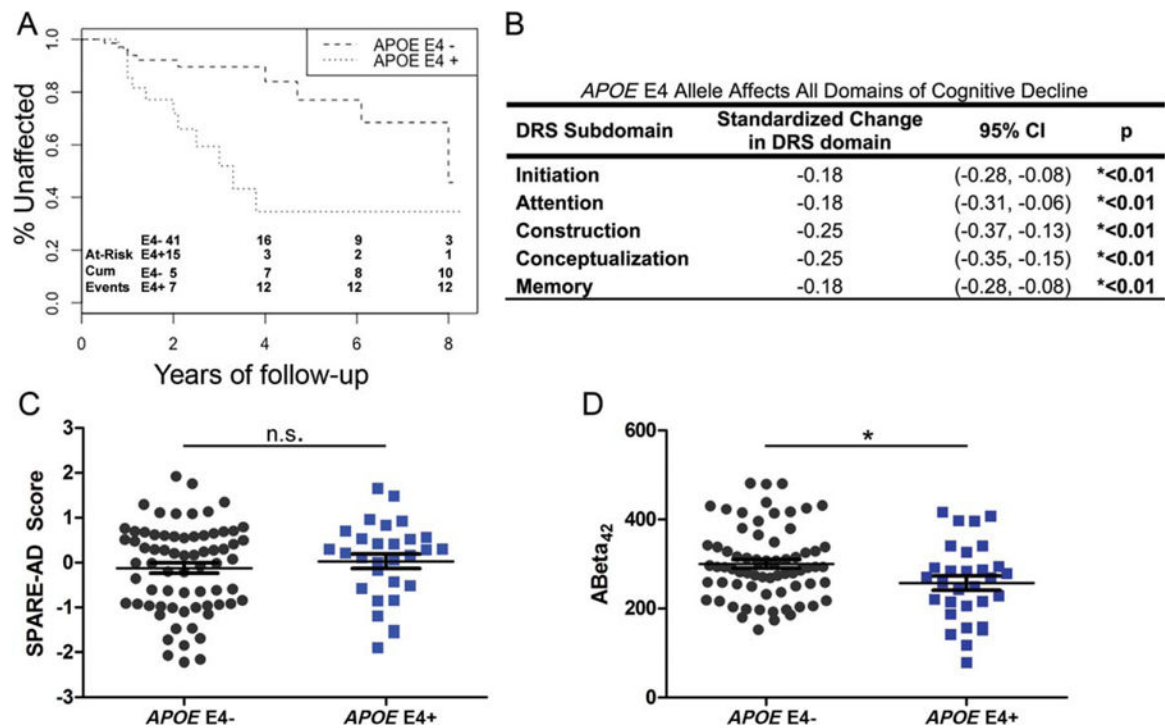 A
% Unaffected
1.0
0.8
0.6
0.4
0.2
0.0
APOE E4 -
APOE E4 +
E4- 41 16 9 3
At-Risk E4+15 3 2 1
Cum E4- 5 7 8 10
Events E4+ 7 12 12 12
0 2 4 6 8
Years of follow-up
B
APOE E4 Allele Affects All Domains of Cognitive Decline
DRS Subdomain Standardized Change 95% CI p
in DRS domain
Initiation -0.18 (-0.28, -0.08) *<0.01
Attention -0.18 (-0.31, -0.06) *<0.01
Construction -0.25 (-0.37, -0.13) *<0.01
Conceptualization -0.25 (-0.35, -0.15) *<0.01
Memory -0.18 (-0.28, -0.08) *<0.01
C
SPARE-AD Score
3
2
1
0
-1
-2
-3
n.s.
APOE E4- APOE E4+
D
ABeta42
600
400
200
0
*
APOE E4- APOE E4+